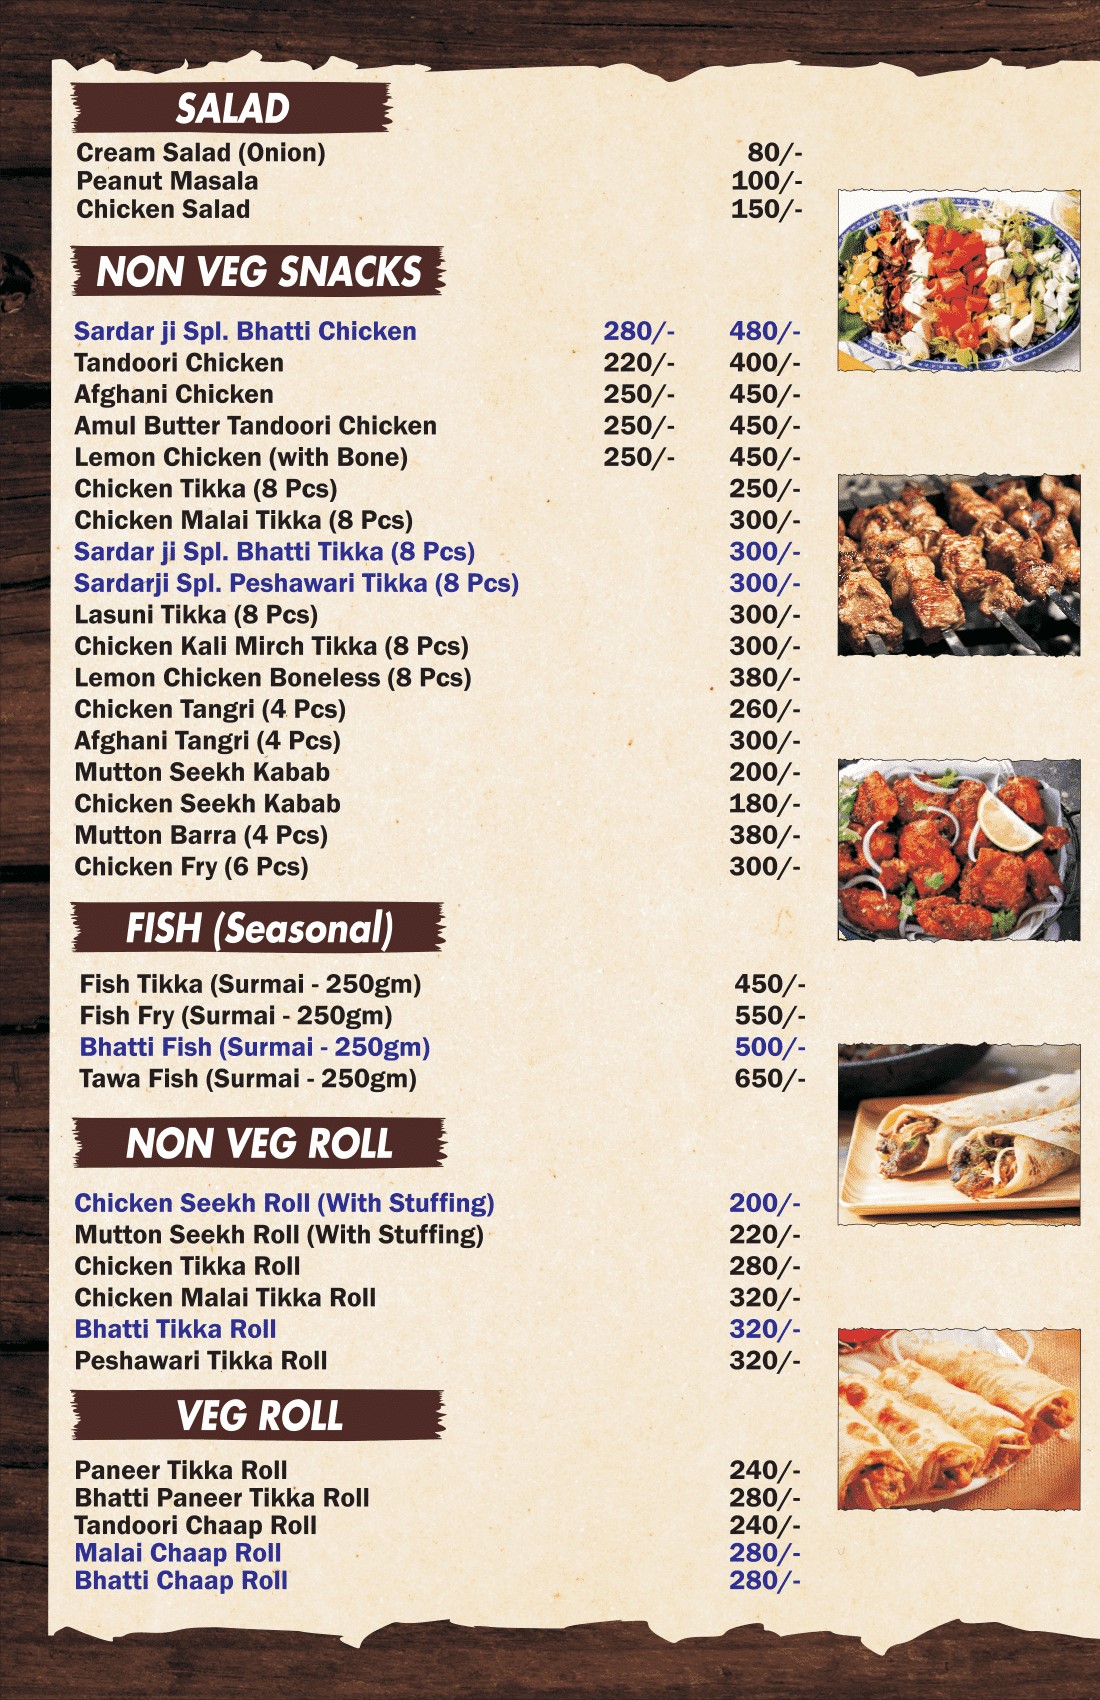 SALAD
Cream Salad (Onion) 80/-
Peanut Masala 100/-
Chicken Salad 150/-
NON VEG SNACKS
Sardar ji Spl. Bhatti Chicken 280/- 480/-
Tandoori Chicken 220/- 400/-
Afghani Chicken 250/- 450/-
Amul Butter Tandoori Chicken 250/- 450/-
Lemon Chicken (with Bone) 250/- 450/-
Chicken Tikka (8 Pcs) 250/-
Chicken Malai Tikka (8 Pcs) 300/-
Sardar ji Spl. Bhatti Tikka (8 Pcs) 300/-
Sardarji Spl. Peshawari Tikka (8 Pcs) 300/-
Lasuni Tikka (8 Pcs) 300/-
Chicken Kali Mirch Tikka (8 Pcs) 300/-
Lemon Chicken Boneless (8 Pcs) 380/-
Chicken Tangri (4 Pcs) 260/-
Afghani Tangri (4 Pcs) 300/-
Mutton Seekh Kabab 200/-
Chicken Seekh Kabab 180/-
Mutton Barra (4 Pcs) 380/-
Chicken Fry (6 Pcs) 300/-
FISH (Seasonal)
Fish Tikka (Surmai - 250gm) 450/-
Fish Fry (Surmai - 250gm) 550/-
Bhatti Fish (Surmai - 250gm) 500/-
Tawa Fish (Surmai - 250gm) 650/-
NON VEG ROLL
Chicken Seekh Roll (With Stuffing) 200/-
Mutton Seekh Roll (With Stuffing) 220/-
Chicken Tikka Roll 280/-
Chicken Malai Tikka Roll 320/-
Bhatti Tikka Roll 320/-
Peshawari Tikka Roll 320/-
VEG ROLL
Paneer Tikka Roll 240/-
Bhatti Paneer Tikka Roll 280/-
Tandoori Chaap Roll 240/-
Malai Chaap Roll 280/-
Bhatti Chaap Roll 280/-